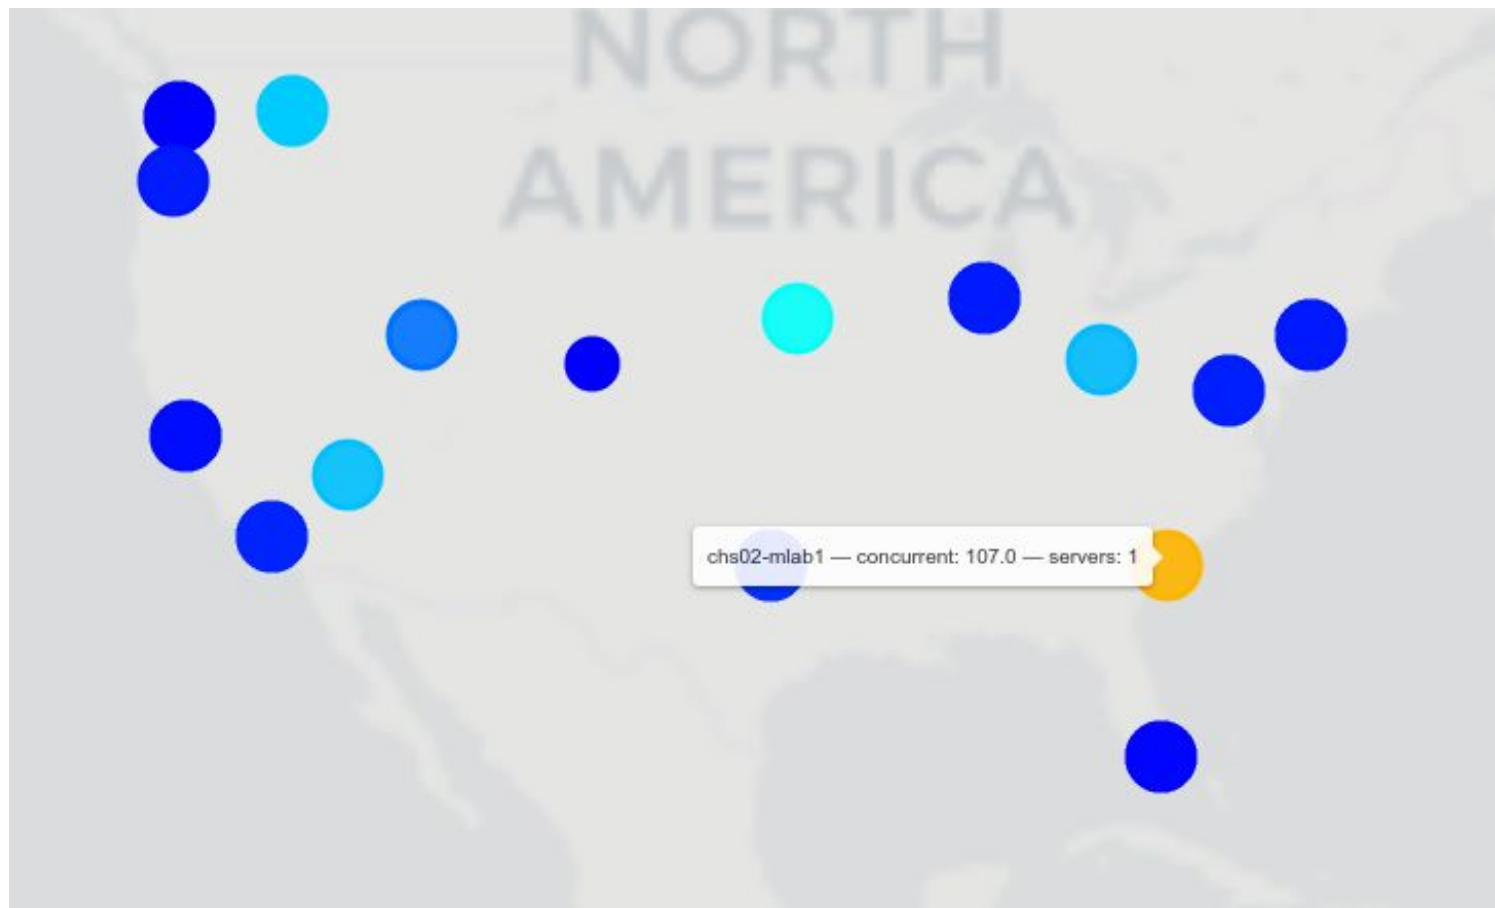 NORTH
AMERICA
chs02-mlab1 — concurrent: 107.0 — servers: 1